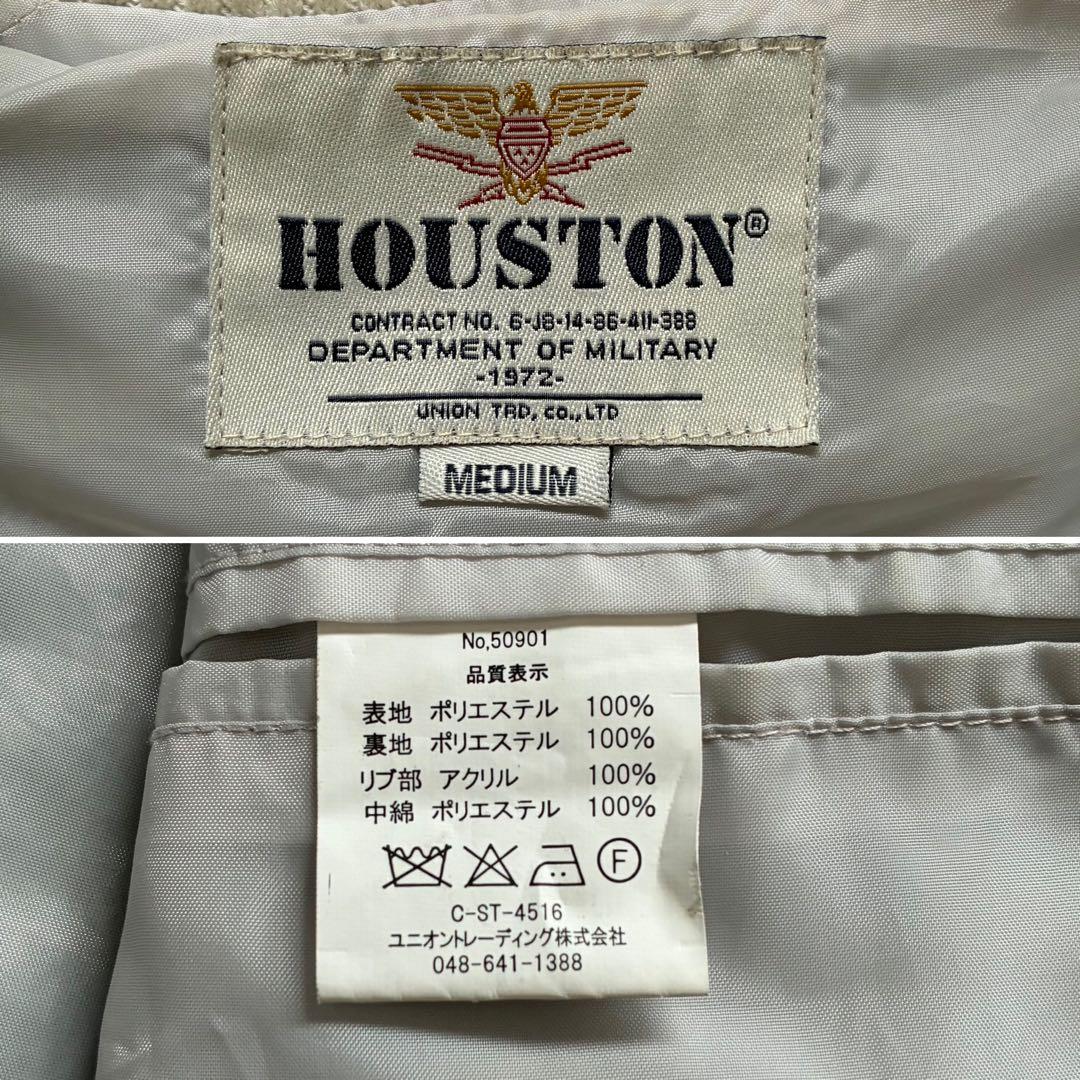 HOUSTON®
CONTRACT NO. 6-J8-14-86-411-388
DEPARTMENT OF MILITARY
-1972-
UNION TRD, co.,LTD
MEDIUM
No,50901
品質表示
表地 ポリエステル 100%
裏地 ポリエステル 100%
リブ部 アクリル 100%
中綿 ポリエステル 100%
F
C-ST-4516
ユニオントレーディング株式会社
048-641-1388